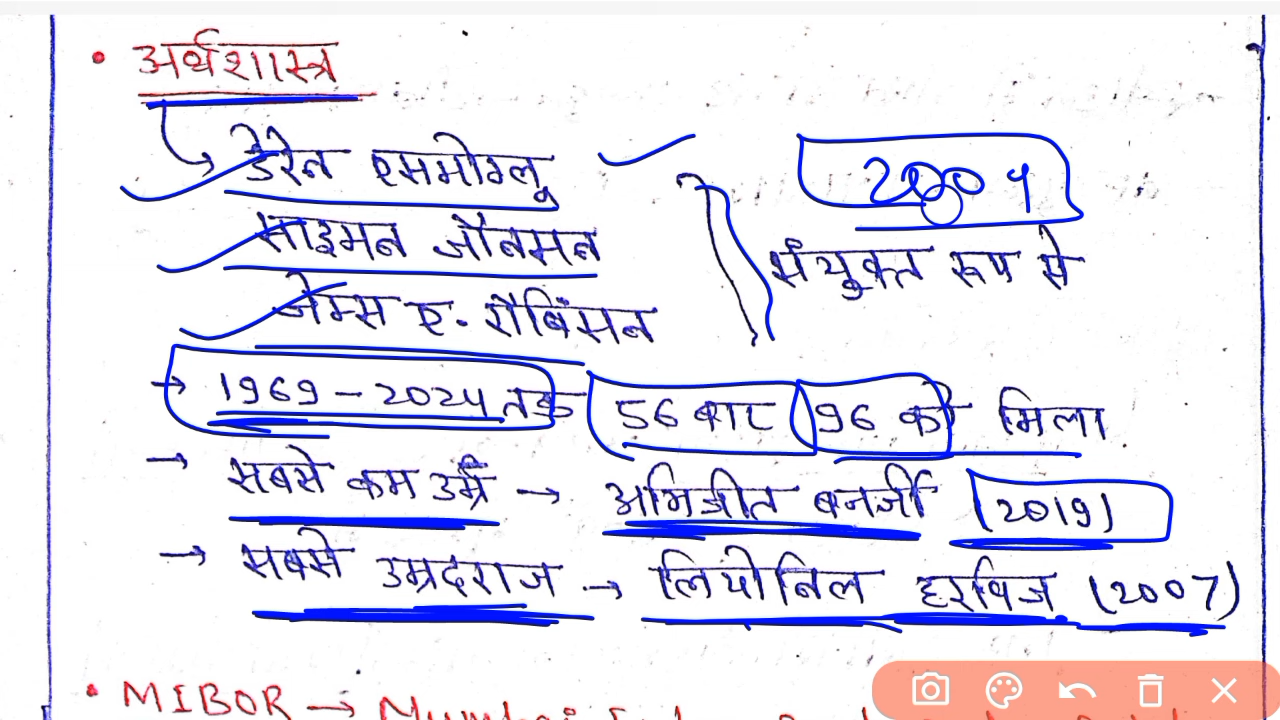 • अर्थशास्त्र
डेरेन एसमोग्लू
साइमन जौनसन
संयुक्त रूप से
जेम्स ए. रौबिंसन
→ 1969 – 2024 तक 56 बार 96 को मिला
→ सबसे कम उम्र → अभिजीत बनर्जी (2019)
→ सबसे उम्रदराज → लियोनिल हरविज (2007)
• MIBOR →